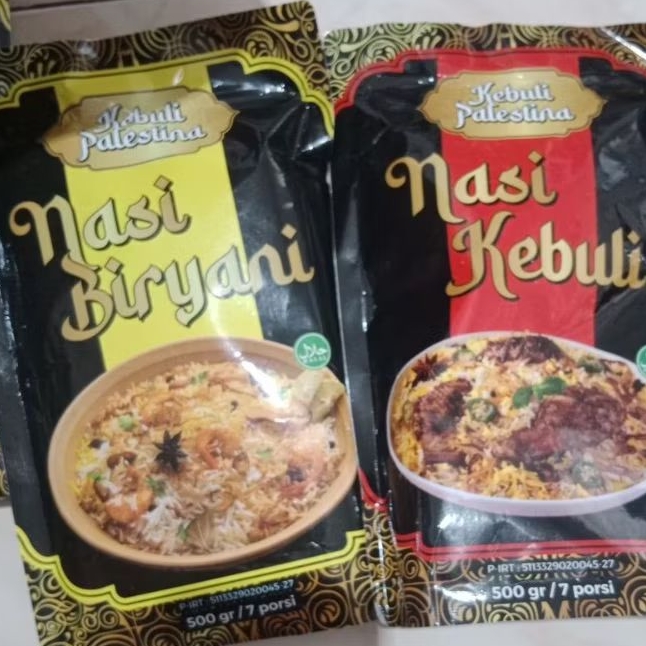 Kebuli
Palestina
Nasi
Biryani
حلال
P-IRT : 5113329020045-27
500 gr / 7 porsi
Kebuli
Palestina
Nasi
Kebuli
P-IRT : 5113329020045-27
500 gr / 7 porsi